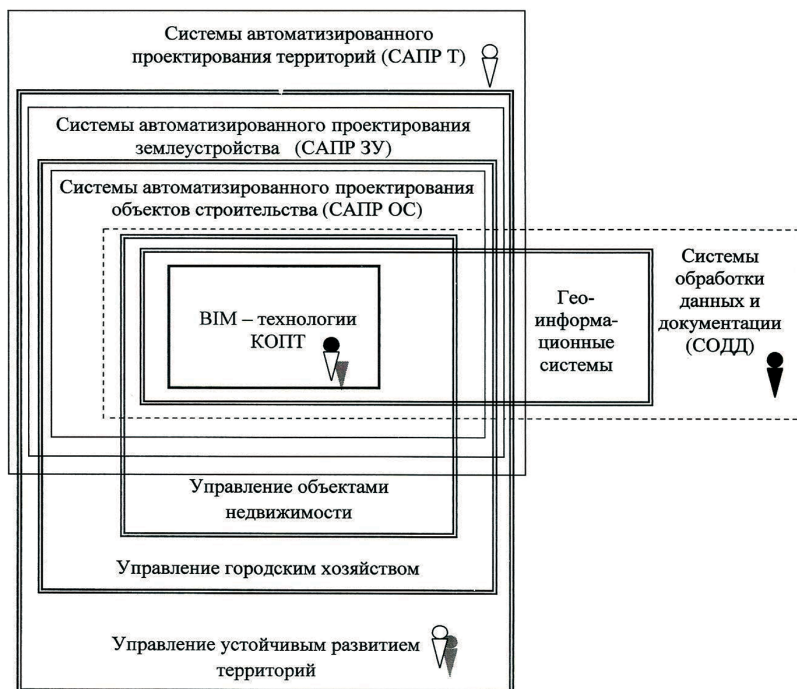 Системы автоматизированного
проектирования территорий (САПР Т)
Системы автоматизированного проектирования
землеустройства (САПР ЗУ)
Системы автоматизированного проектирования
объектов строительства (САПР ОС)
BIM – технологии
КОПТ
Гео-
информа-
ционные
системы
Системы
обработки
данных и
документации
(СОДД)
Управление объектами
недвижимости
Управление городским хозяйством
Управление устойчивым развитием
территорий